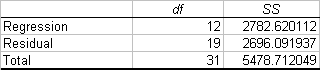 df SS
Regression 12 2782.620112
Residual 19 2696.091937
Total 31 5478.712049